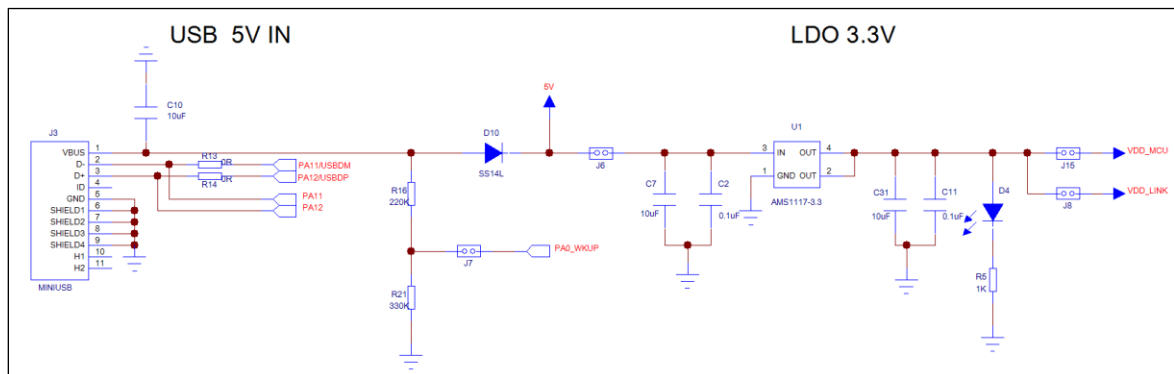 USB 5V IN
LDO 3.3V
C10
10uF
J3
MINIUSB
VBUS 1
D- 2
D+ 3
ID 4
GND 5
SHIELD1 6
SHIELD2 7
SHIELD3 8
SHIELD4 9
H1 10
H2 11
R13
0R
R14
0R
PA11/USBDM
PA12/USBDP
PA11
PA12
R16
220K
R21
330K
J7
PA0_WKUP
D10
SS14L
5V
J6
C7
10uF
C2
0.1uF
U1
3 IN OUT 4
1 GND OUT 2
AMS1117-3.3
C31
10uF
C11
0.1uF
D4
R5
1K
J15
VDD_MCU
J8
VDD_LINK